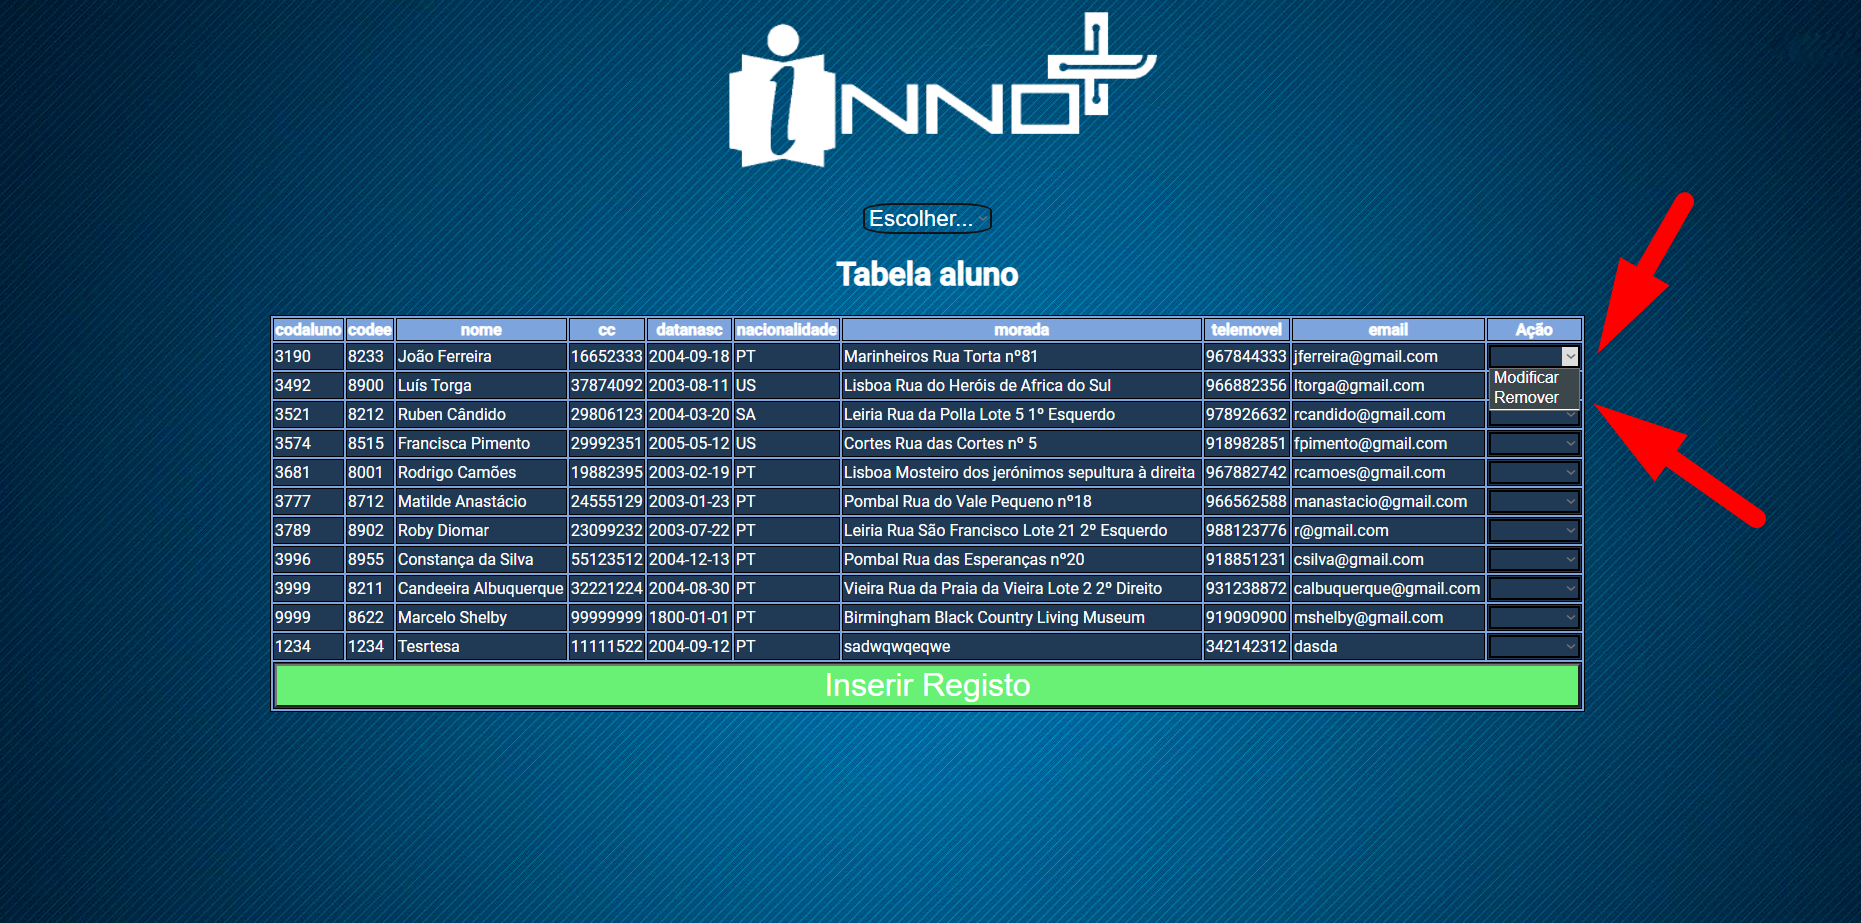 iNNO
Escolher...
Tabela aluno
codaluno codee nome cc datanasc nacionalidade morada telemovel email Ação
3190 8233 João Ferreira 16652333 2004-09-18 PT Marinheiros Rua Torta nº81 967844333 jferreira@gmail.com
3492 8900 Luís Torga 37874092 2003-08-11 US Lisboa Rua do Heróis de Africa do Sul 966882356 ltorga@gmail.com Modificar
3521 8212 Ruben Cândido 29806123 2004-03-20 SA Leiria Rua da Polla Lote 5 1º Esquerdo 978926632 rcandido@gmail.com Remover
3574 8515 Francisca Pimento 29992351 2005-05-12 US Cortes Rua das Cortes nº 5 918982851 fpimento@gmail.com
3681 8001 Rodrigo Camões 19882395 2003-02-19 PT Lisboa Mosteiro dos jerónimos sepultura à direita 967882742 rcamoes@gmail.com
3777 8712 Matilde Anastácio 24555129 2003-01-23 PT Pombal Rua do Vale Pequeno nº18 966562588 manastacio@gmail.com
3789 8902 Roby Diomar 23099232 2003-07-22 PT Leiria Rua São Francisco Lote 21 2º Esquerdo 988123776 r@gmail.com
3996 8955 Constança da Silva 55123512 2004-12-13 PT Pombal Rua das Esperanças nº20 918851231 csilva@gmail.com
3999 8211 Candeeira Albuquerque 32221224 2004-08-30 PT Vieira Rua da Praia da Vieira Lote 2 2º Direito 931238872 calbuquerque@gmail.com
9999 8622 Marcelo Shelby 99999999 1800-01-01 PT Birmingham Black Country Living Museum 919090900 mshelby@gmail.com
1234 1234 Tesrtesa 11111522 2004-09-12 PT sadwqwqeqwe 342142312 dasda
Inserir Registo